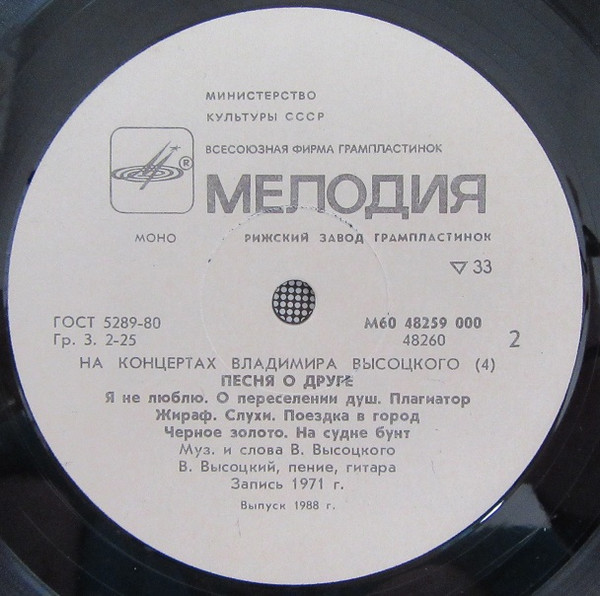 МИНИСТЕРСТВО
КУЛЬТУРЫ СССР
ВСЕСОЮЗНАЯ ФИРМА ГРАМПЛАСТИНОК
®
МЕЛОДИЯ
МОНО РИЖСКИЙ ЗАВОД ГРАМПЛАСТИНОК
▽ 33
ГОСТ 5289-80 М60 48259 000
Гр. 3. 2-25 48260 2
НА КОНЦЕРТАХ ВЛАДИМИРА ВЫСОЦКОГО (4)
ПЕСНЯ О ДРУГЕ
Я не люблю. О переселении душ. Плагиатор
Жираф. Слухи. Поездка в город
Черное золото. На судне бунт
Муз. и слова В. Высоцкого
В. Высоцкий, пение, гитара
Запись 1971 г.
Выпуск 1988 г.